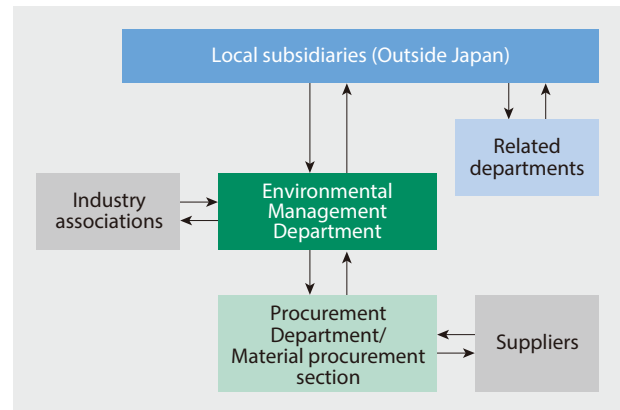 Local subsidiaries (Outside Japan)
Related
departments
Industry
associations
Environmental
Management
Department
Procurement
Department/
Material procurement
section
Suppliers